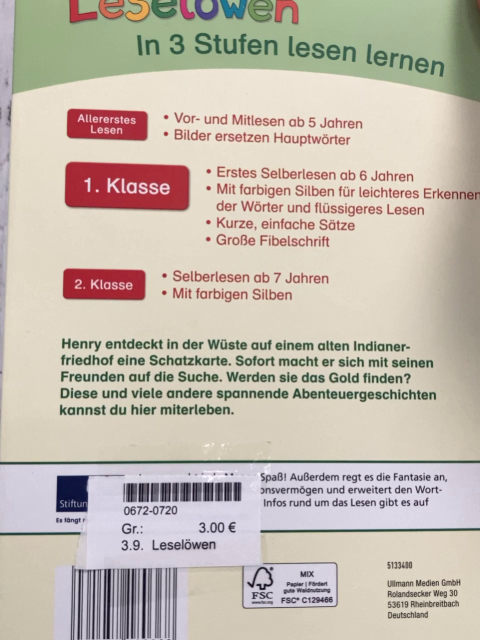 Leselöwen
In 3 Stufen lesen lernen
Allererstes
Lesen
• Vor- und Mitlesen ab 5 Jahren
• Bilder ersetzen Hauptwörter
1. Klasse
• Erstes Selberlesen ab 6 Jahren
• Mit farbigen Silben für leichteres Erkennen
der Wörter und flüssigeres Lesen
• Kurze, einfache Sätze
• Große Fibelschrift
2. Klasse
• Selberlesen ab 7 Jahren
• Mit farbigen Silben
Henry entdeckt in der Wüste auf einem alten Indianer-
friedhof eine Schatzkarte. Sofort macht er sich mit seinen
Freunden auf die Suche. Werden sie das Gold finden?
Diese und viele andere spannende Abenteuergeschichten
kannst du hier miterleben.
Spaß! Außerdem regt es die Fantasie an,
onsvermögen und erweitert den Wort-
Infos rund um das Lesen gibt es auf
Stiftun
Es fängt
0672-0720
Gr.: 3.00 €
3.9. Leselöwen
FSC
www.fsc.org
MIX
Papier | Fördert
gute Waldnutzung
FSC® C129466
5133400
Ullmann Medien GmbH
Rolandsecker Weg 30
53619 Rheinbreitbach
Deutschland